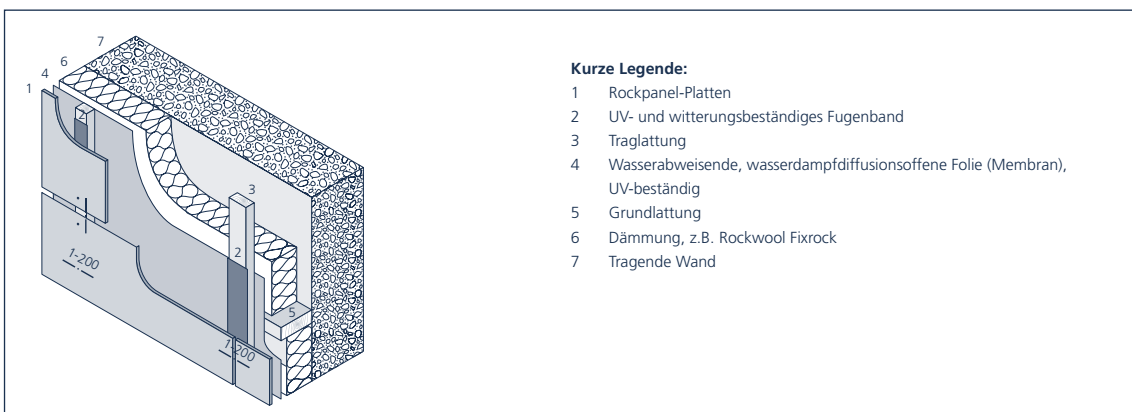 7
6
4
1
2
3
2
5
1-200
1-200
Kurze Legende:
1 Rockpanel-Platten
2 UV- und witterungsbeständiges Fugenband
3 Traglattung
4 Wasserabweisende, wasserdampfdiffusionsoffene Folie (Membran),
UV-beständig
5 Grundlattung
6 Dämmung, z.B. Rockwool Fixrock
7 Tragende Wand